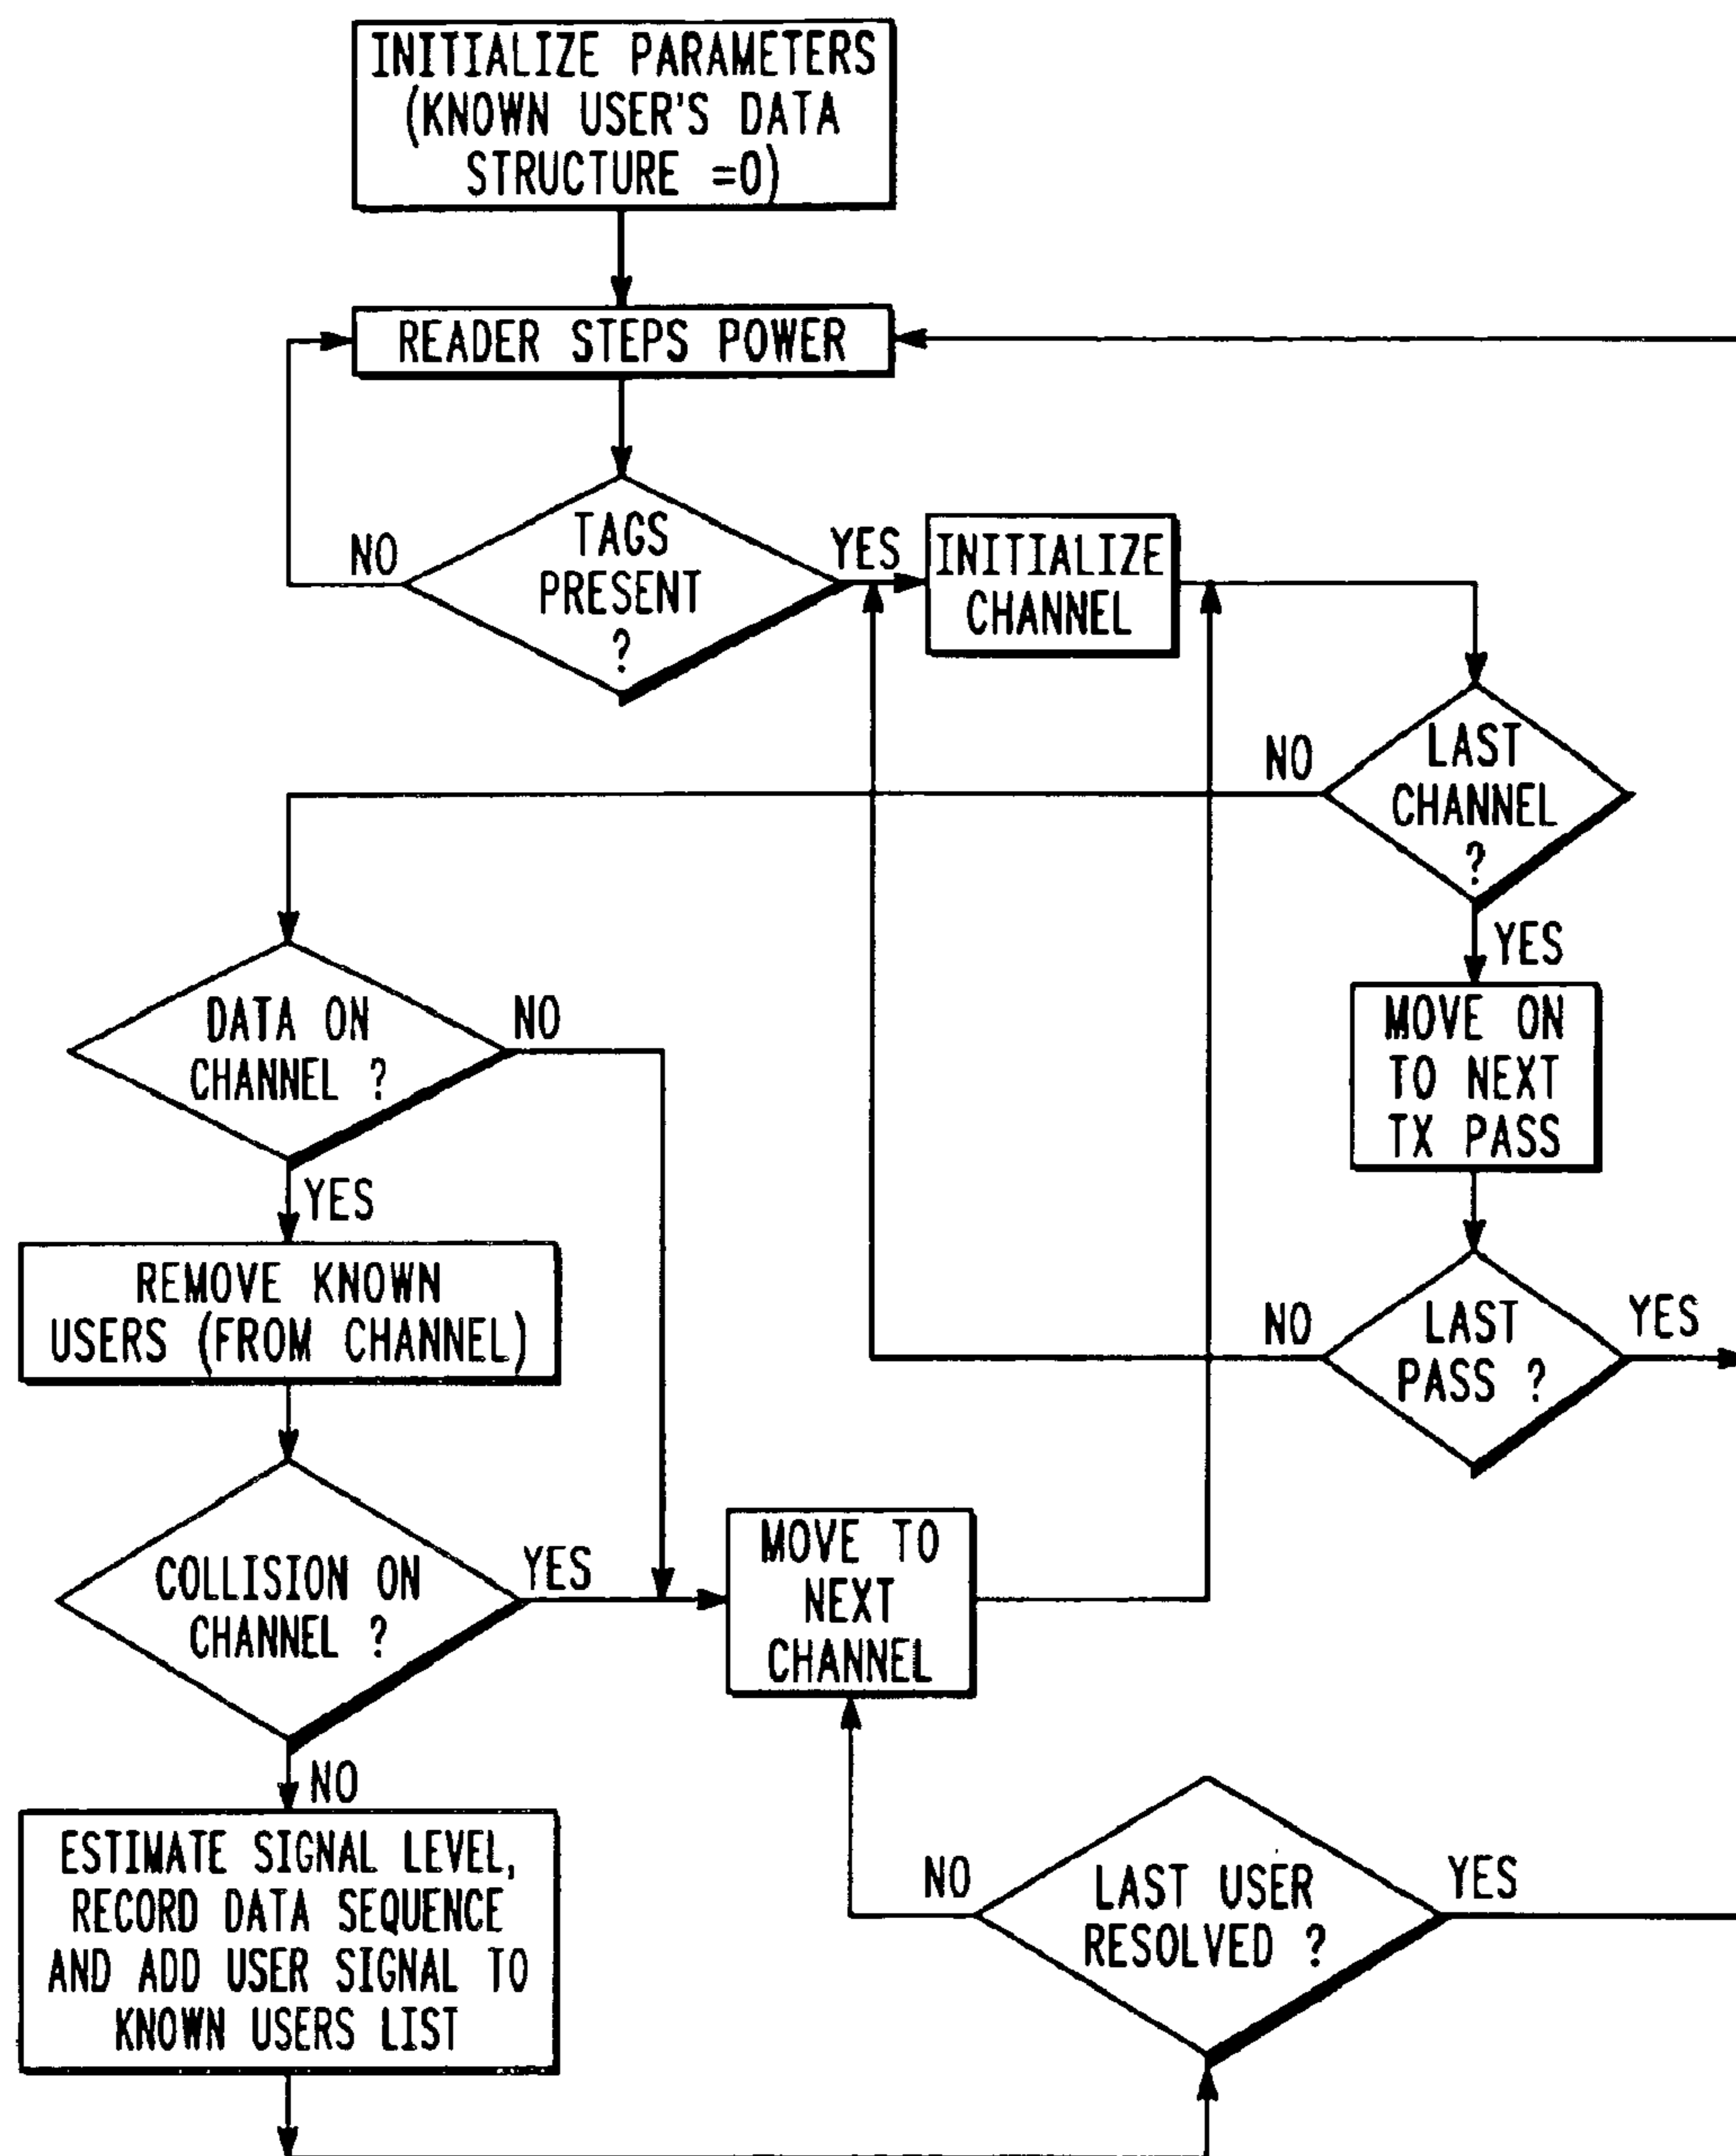 INITIALIZE PARAMETERS
(KNOWN USER'S DATA
STRUCTURE =0)
READER STEPS POWER
TAGS
PRESENT
?
NO
YES
INITIALIZE
CHANNEL
LAST
CHANNEL
?
NO
YES
MOVE ON
TO NEXT
TX PASS
LAST
PASS ?
NO
YES
DATA ON
CHANNEL ?
NO
YES
REMOVE KNOWN
USERS (FROM CHANNEL)
COLLISION ON
CHANNEL ?
YES
NO
MOVE TO
NEXT
CHANNEL
ESTIMATE SIGNAL LEVEL,
RECORD DATA SEQUENCE
AND ADD USER SIGNAL TO
KNOWN USERS LIST
LAST USER
RESOLVED ?
NO
YES